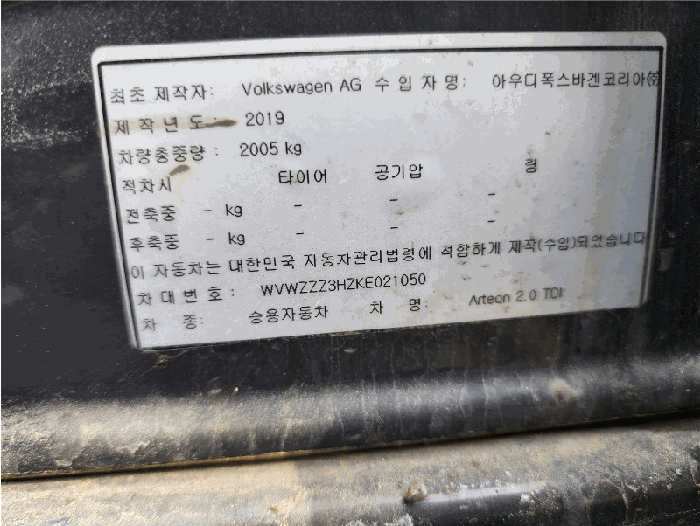 최초 제작자: Volkswagen AG 수 입 자 명: 아우디폭스바겐코리아㈜
제 작 년 도: 2019
차량총중량: 2005 kg
적차시 타이어 공기압 림
전축중 - kg - - -
후축중 - kg - - -
이 자동차는 대한민국 자동차관리법령에 적합하게 제작(수입)되었습니다
차 대 번 호: WVWZZZ3HZKE021050
차 종: 승용자동차 차 명: Arteon 2.0 TDI